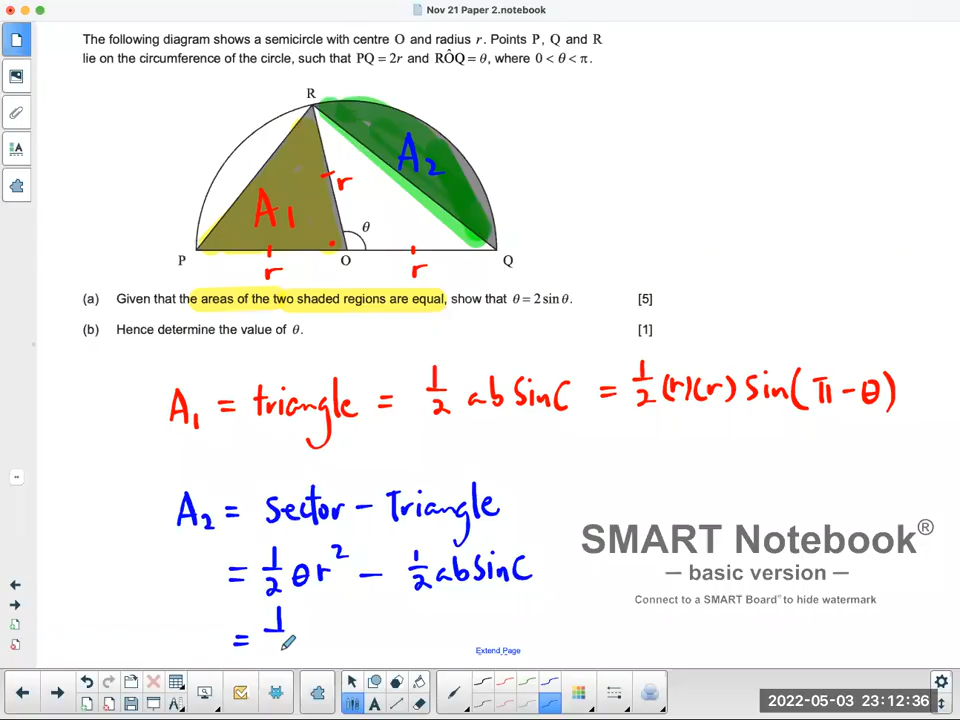 Nov 21 Paper 2.notebook
The following diagram shows a semicircle with centre O and radius r. Points P, Q and R
lie on the circumference of the circle, such that PQ = 2r and RÔQ = θ, where 0 < θ < π.
R
A2
r
A1
θ
P
O
Q
r
r
(a) Given that the areas of the two shaded regions are equal, show that θ = 2 sin θ. [5]
(b) Hence determine the value of θ. [1]
A1 = triangle = 1/2 ab Sin C = 1/2 (r)(r) Sin(π - θ)
A2 = Sector - Triangle
= 1/2 θr² - 1/2 ab Sin C
= 1
SMART Notebook®
— basic version —
Connect to a SMART Board® to hide watermark
Extend Page
2022-05-03 23:12:36